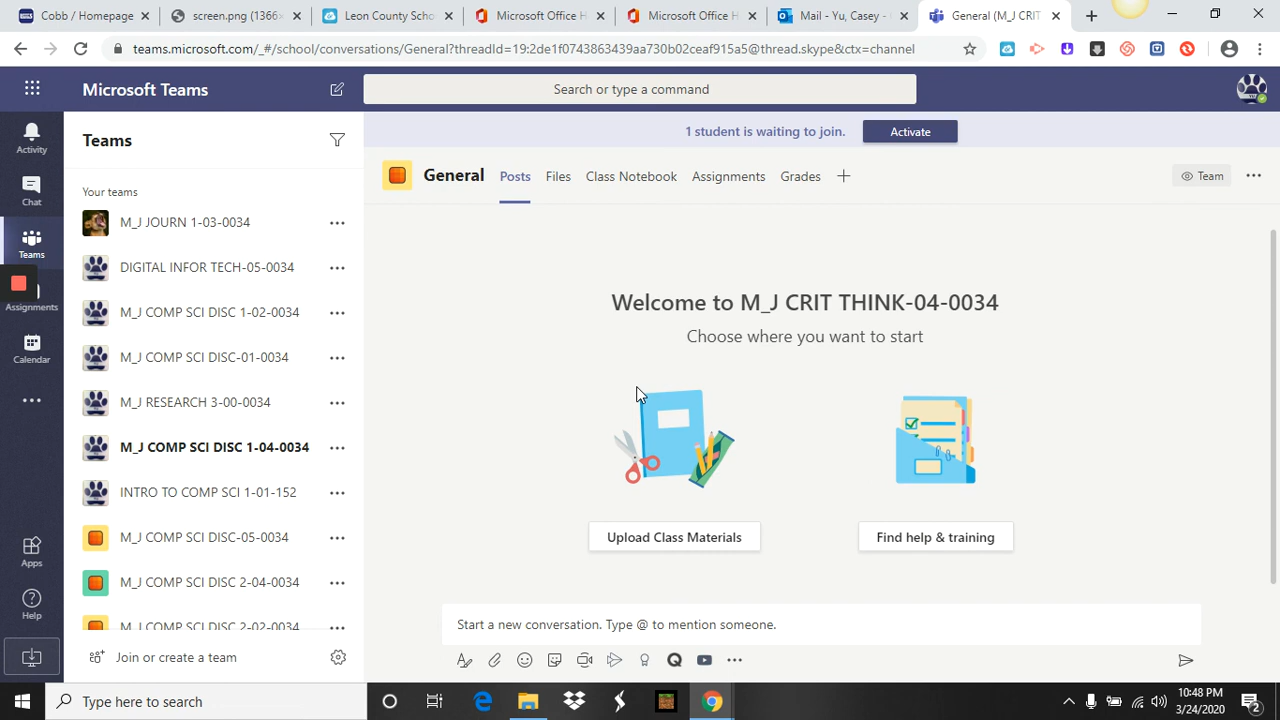 Cobb / Homepage
screen.png (1366×
Leon County Scho
Microsoft Office H
Microsoft Office H
Mail - Yu, Casey -
General (M_J CRIT
teams.microsoft.com/_#/school/conversations/General?threadId=19:2de1f0743863439aa730b02ceaf915a5@thread.skype&ctx=channel
Microsoft Teams
Search or type a command
1 student is waiting to join.
Activate
Activity
Chat
Teams
Assignments
Calendar
Apps
Help
Teams
Your teams
M_J JOURN 1-03-0034
DIGITAL INFOR TECH-05-0034
M_J COMP SCI DISC 1-02-0034
M_J COMP SCI DISC-01-0034
M_J RESEARCH 3-00-0034
M_J COMP SCI DISC 1-04-0034
INTRO TO COMP SCI 1-01-152
M_J COMP SCI DISC-05-0034
M_J COMP SCI DISC 2-04-0034
M_J COMP SCI DISC 2-02-0034
Join or create a team
General
Posts
Files
Class Notebook
Assignments
Grades
Team
Welcome to M_J CRIT THINK-04-0034
Choose where you want to start
Upload Class Materials
Find help & training
Start a new conversation. Type @ to mention someone.
Type here to search
10:48 PM
3/24/2020
2